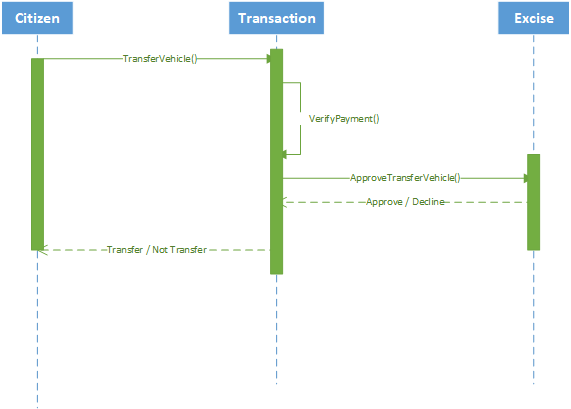 Citizen
Transaction
Excise
TransferVehicle()
VerifyPayment()
ApproveTransferVehicle()
Approve / Decline
Transfer / Not Transfer